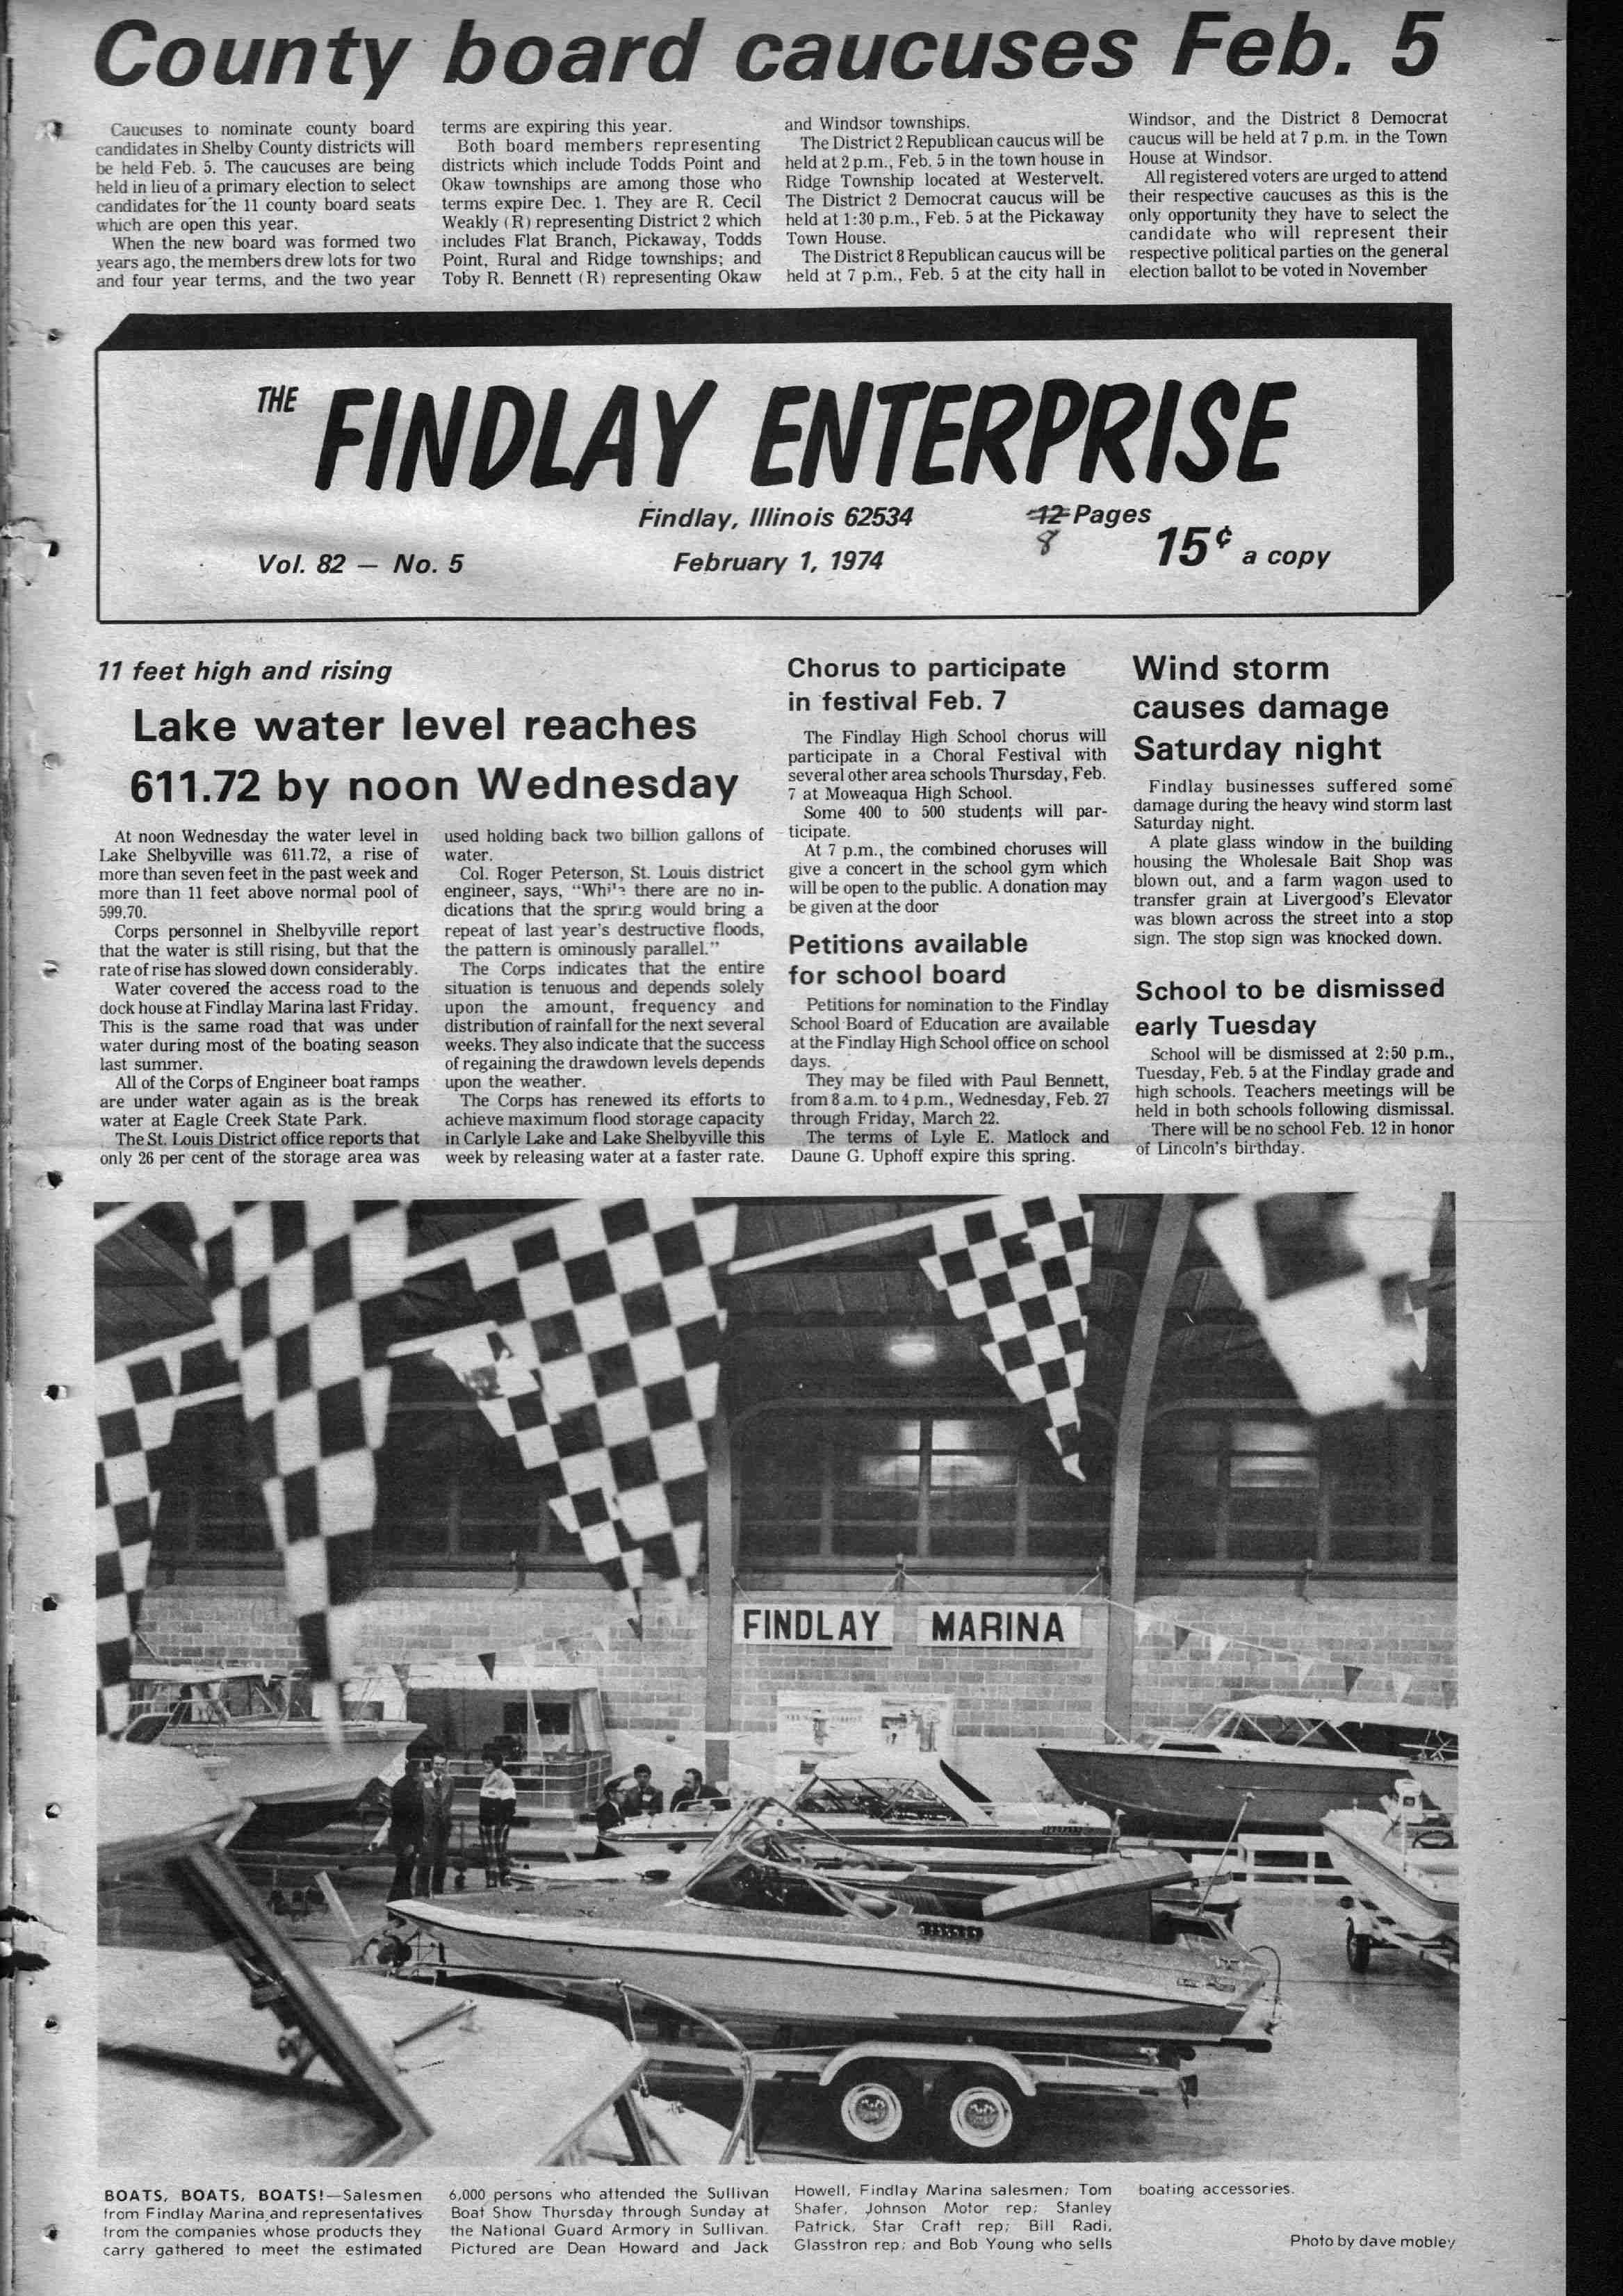 County board caucuses Feb. 5
Caucuses to nominate county board
candidates in Shelby County districts will
be held Feb. 5. The caucuses are being
held in lieu of a primary election to select
candidates for the 11 county board seats
which are open this year.
When the new board was formed two
years ago, the members drew lots for two
and four year terms, and the two year
terms are expiring this year.
Both board members representing
districts which include Todds Point and
Okaw townships are among those who
terms expire Dec. 1. They are R. Cecil
Weakly (R) representing District 2 which
includes Flat Branch, Pickaway, Todds
Point, Rural and Ridge townships; and
Toby R. Bennett (R) representing Okaw
and Windsor townships.
The District 2 Republican caucus will be
held at 2 p.m., Feb. 5 in the town house in
Ridge Township located at Westervelt.
The District 2 Democrat caucus will be
held at 1:30 p.m., Feb. 5 at the Pickaway
Town House.
The District 8 Republican caucus will be
held at 7 p.m., Feb. 5 at the city hall in
Windsor, and the District 8 Democrat
caucus will be held at 7 p.m. in the Town
House at Windsor.
All registered voters are urged to attend
their respective caucuses as this is the
only opportunity they have to select the
candidate who will represent their
respective political parties on the general
election ballot to be voted in November
THE FINDLAY ENTERPRISE
Findlay, Illinois 62534
12 Pages
8
Vol. 82 — No. 5
February 1, 1974
15¢ a copy
11 feet high and rising
Lake water level reaches
611.72 by noon Wednesday
At noon Wednesday the water level in
Lake Shelbyville was 611.72, a rise of
more than seven feet in the past week and
more than 11 feet above normal pool of
599.70.
Corps personnel in Shelbyville report
that the water is still rising, but that the
rate of rise has slowed down considerably.
Water covered the access road to the
dock house at Findlay Marina last Friday.
This is the same road that was under
water during most of the boating season
last summer.
All of the Corps of Engineer boat ramps
are under water again as is the break
water at Eagle Creek State Park.
The St. Louis District office reports that
only 26 per cent of the storage area was
used holding back two billion gallons of
water.
Col. Roger Peterson, St. Louis district
engineer, says, "While there are no in-
dications that the spring would bring a
repeat of last year's destructive floods,
the pattern is ominously parallel."
The Corps indicates that the entire
situation is tenuous and depends solely
upon the amount, frequency and
distribution of rainfall for the next several
weeks. They also indicate that the success
of regaining the drawdown levels depends
upon the weather.
The Corps has renewed its efforts to
achieve maximum flood storage capacity
in Carlyle Lake and Lake Shelbyville this
week by releasing water at a faster rate.
Chorus to participate
in festival Feb. 7
The Findlay High School chorus will
participate in a Choral Festival with
several other area schools Thursday, Feb.
7 at Moweaqua High School.
Some 400 to 500 students will par-
ticipate.
At 7 p.m., the combined choruses will
give a concert in the school gym which
will be open to the public. A donation may
be given at the door
Petitions available
for school board
Petitions for nomination to the Findlay
School Board of Education are available
at the Findlay High School office on school
days.
They may be filed with Paul Bennett,
from 8 a.m. to 4 p.m., Wednesday, Feb. 27
through Friday, March 22.
The terms of Lyle E. Matlock and
Daune G. Uphoff expire this spring.
Wind storm
causes damage
Saturday night
Findlay businesses suffered some
damage during the heavy wind storm last
Saturday night.
A plate glass window in the building
housing the Wholesale Bait Shop was
blown out, and a farm wagon used to
transfer grain at Livergood's Elevator
was blown across the street into a stop
sign. The stop sign was knocked down.
School to be dismissed
early Tuesday
School will be dismissed at 2:50 p.m.,
Tuesday, Feb. 5 at the Findlay grade and
high schools. Teachers meetings will be
held in both schools following dismissal.
There will be no school Feb. 12 in honor
of Lincoln's birthday.
FINDLAY MARINA
BOATS, BOATS, BOATS!—Salesmen
from Findlay Marina and representatives
from the companies whose products they
carry gathered to meet the estimated
6,000 persons who attended the Sullivan
Boat Show Thursday through Sunday at
the National Guard Armory in Sullivan.
Pictured are Dean Howard and Jack
Howell, Findlay Marina salesmen; Tom
Shafer, Johnson Motor rep; Stanley
Patrick, Star Craft rep; Bill Radi,
Glasstron rep; and Bob Young who sells
boating accessories.
Photo by dave mobley